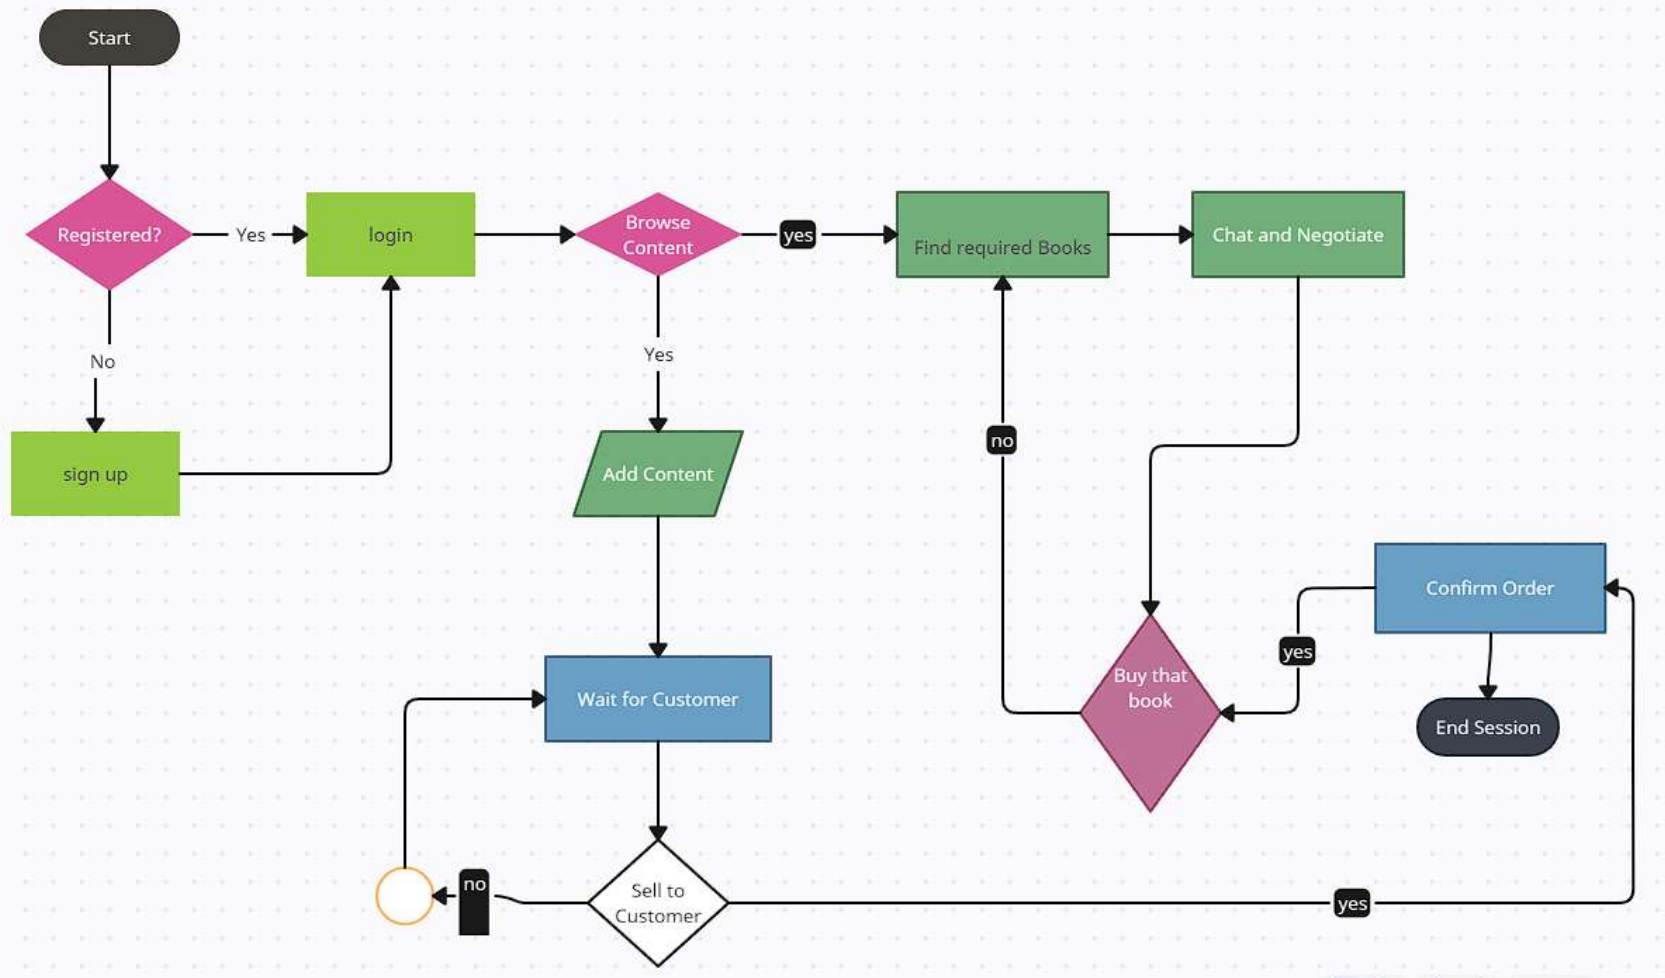 Start
Registered?
Yes
login
Browse
Content
yes
Find required Books
Chat and Negotiate
No
Yes
sign up
Add Content
no
Confirm Order
yes
Buy that
book
Wait for Customer
End Session
no
Sell to
Customer
yes